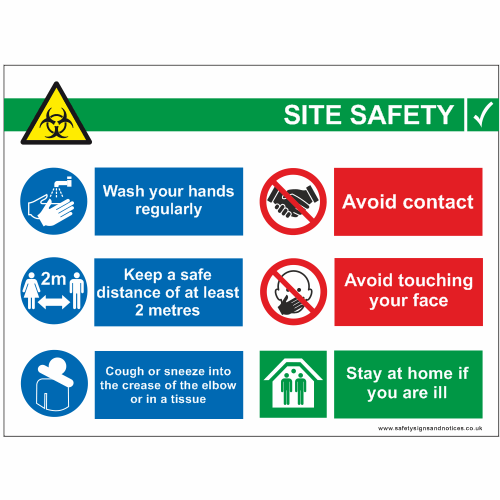 SITE SAFETY
Wash your hands
regularly
Avoid contact
2m
Keep a safe
distance of at least
2 metres
Avoid touching
your face
Cough or sneeze into
the crease of the elbow
or in a tissue
Stay at home if
you are ill
www.safetysignsandnotices.co.uk